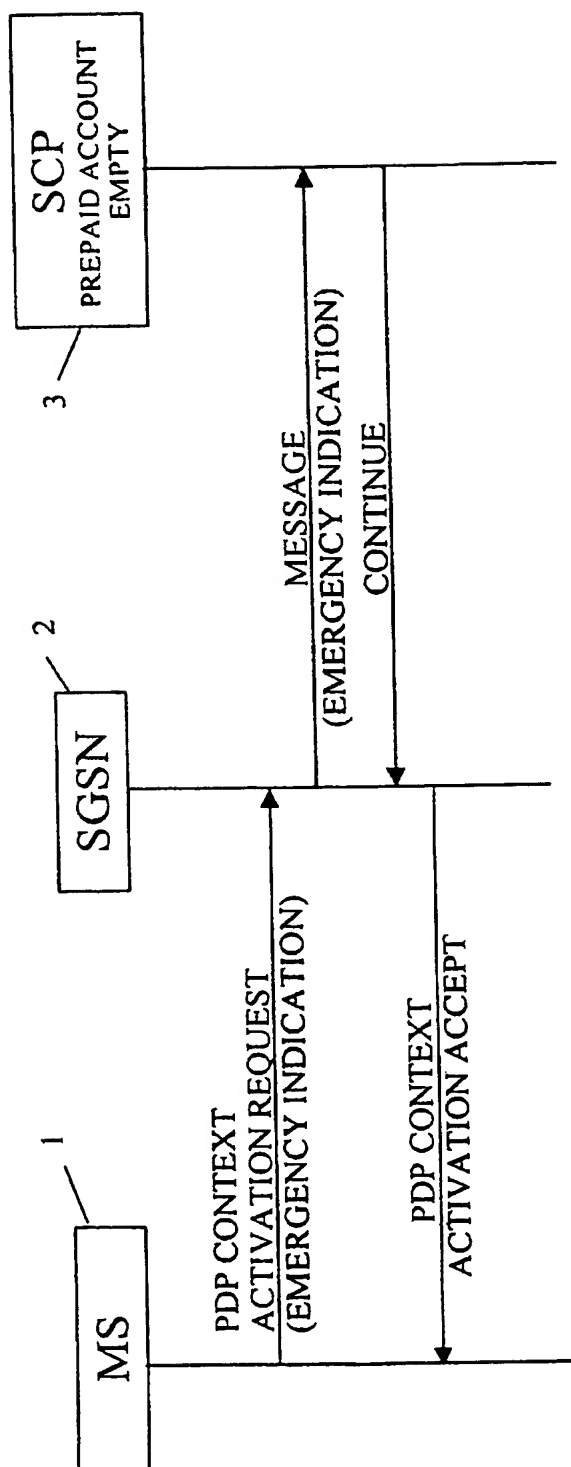 MS
1
SGSN
2
SCP
PREPAID ACCOUNT
EMPTY
3
PDP CONTEXT
ACTIVATION REQUEST
(EMERGENCY INDICATION)
MESSAGE
(EMERGENCY INDICATION)
CONTINUE
PDP CONTEXT
ACTIVATION ACCEPT